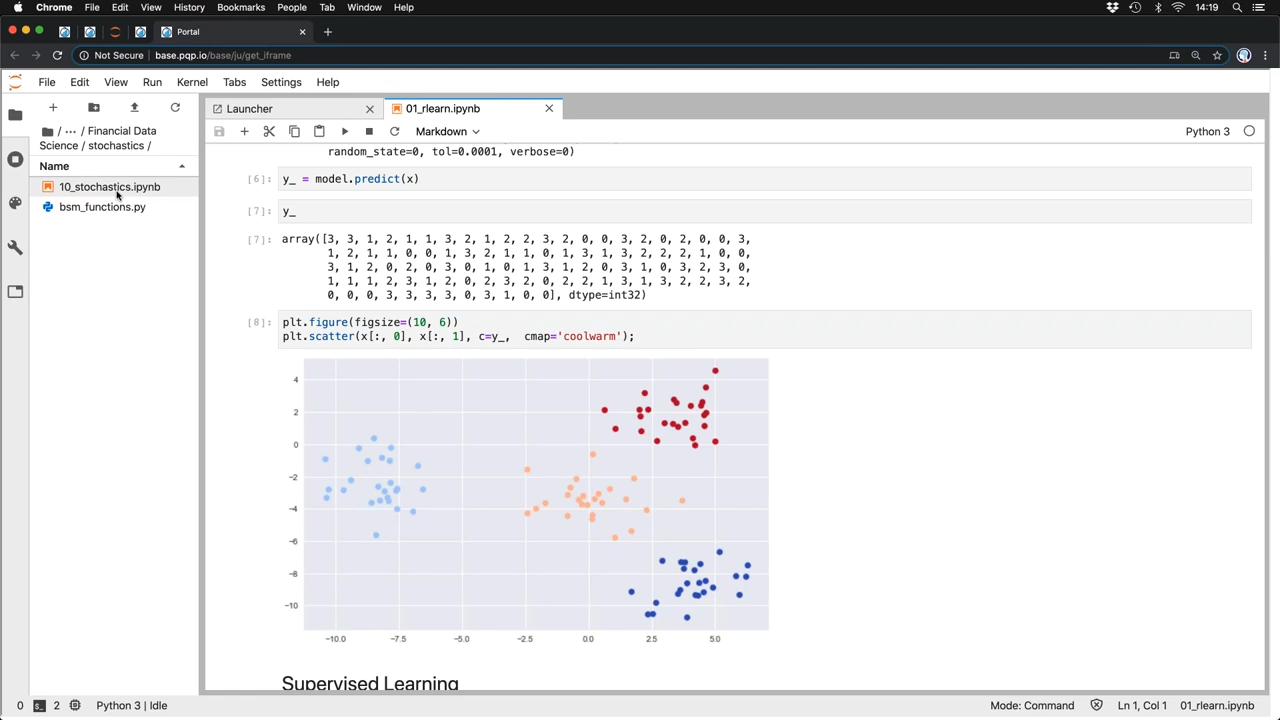 Chrome File Edit View History Bookmarks People Tab Window Help 14:19
Portal
Not Secure base.pqp.io/base/ju/get_iframe
File Edit View Run Kernel Tabs Settings Help
Launcher
01_rlearn.ipynb
Markdown
Python 3
/ ··· / Financial Data
Science / stochastics /
Name
10_stochastics.ipynb
bsm_functions.py
random_state=0, tol=0.0001, verbose=0)
[6]: y_ = model.predict(x)
[7]: y_
[7]: array([3, 3, 1, 2, 1, 1, 3, 2, 1, 2, 2, 3, 2, 0, 0, 3, 2, 0, 2, 0, 0, 3,
1, 2, 1, 1, 0, 0, 1, 3, 2, 1, 1, 0, 1, 3, 1, 3, 2, 2, 2, 1, 0, 0,
3, 1, 2, 0, 2, 0, 3, 0, 1, 0, 1, 3, 1, 2, 0, 3, 1, 0, 3, 2, 3, 0,
1, 1, 1, 2, 3, 1, 2, 0, 2, 3, 2, 0, 2, 2, 1, 3, 1, 3, 2, 2, 3, 2,
0, 0, 0, 3, 3, 3, 3, 0, 3, 1, 0, 0], dtype=int32)
[8]: plt.figure(figsize=(10, 6))
plt.scatter(x[:, 0], x[:, 1], c=y_, cmap='coolwarm');
4
2
0
−2
−4
−6
−8
−10
−10.0 −7.5 −5.0 −2.5 0.0 2.5 5.0
Supervised Learning
0 2 Python 3 | Idle
Mode: Command Ln 1, Col 1 01_rlearn.ipynb